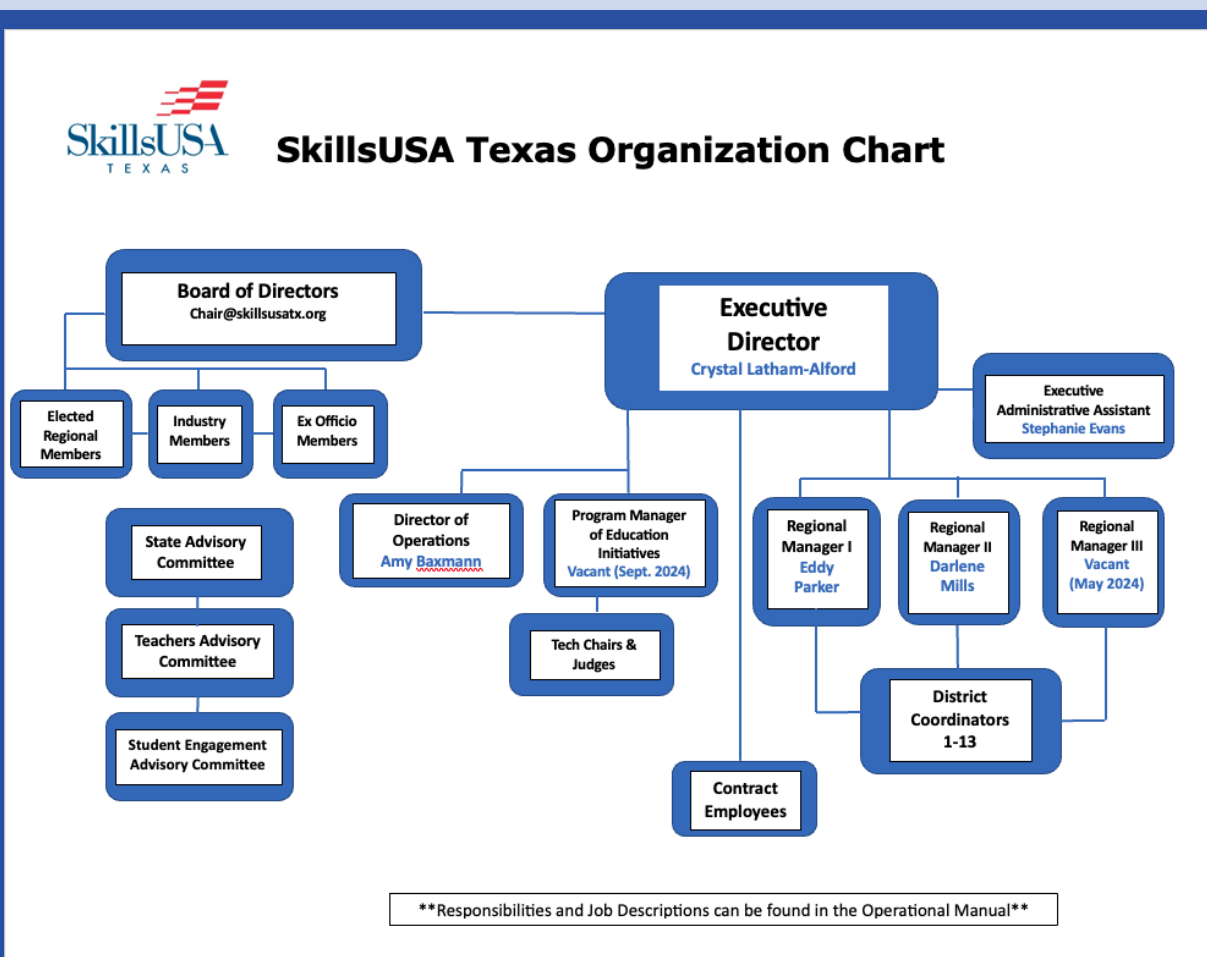 SkillsUSA
TEXAS
SkillsUSA Texas Organization Chart
Board of Directors
Chair@skillsusatx.org
Executive
Director
Crystal Latham-Alford
Executive
Administrative Assistant
Stephanie Evans
Elected
Regional
Members
Industry
Members
Ex Officio
Members
State Advisory
Committee
Teachers Advisory
Committee
Student Engagement
Advisory Committee
Director of
Operations
Amy Baxmann
Program Manager
of Education
Initiatives
Vacant (Sept. 2024)
Tech Chairs &
Judges
Regional
Manager I
Eddy
Parker
Regional
Manager II
Darlene
Mills
Regional
Manager III
Vacant
(May 2024)
District
Coordinators
1-13
Contract
Employees
**Responsibilities and Job Descriptions can be found in the Operational Manual**